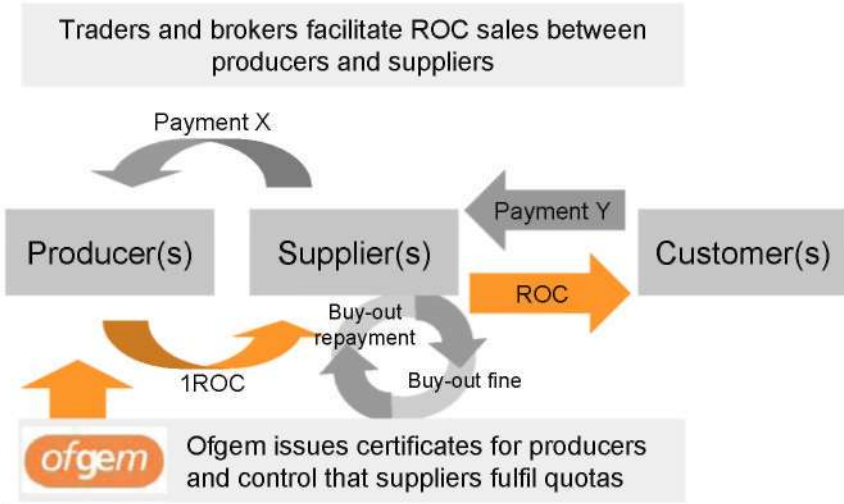 Traders and brokers facilitate ROC sales between
producers and suppliers
Payment X
Payment Y
Producer(s)
Supplier(s)
Customer(s)
ROC
Buy-out
repayment
Buy-out fine
1ROC
ofgem
Ofgem issues certificates for producers
and control that suppliers fulfil quotas